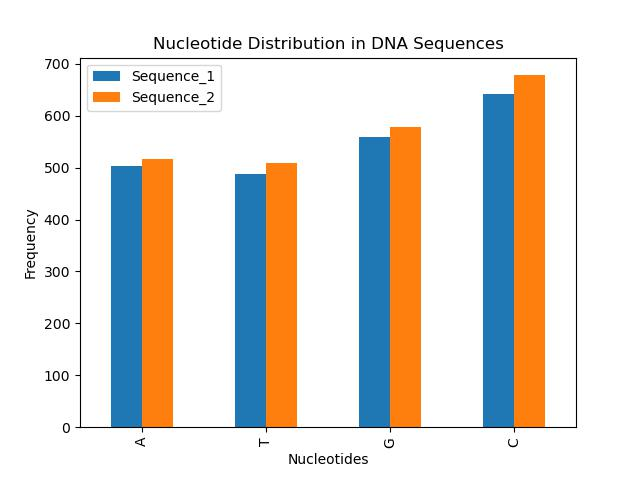 Nucleotide Distribution in DNA Sequences
Sequence_1
Sequence_2
Frequency
700
600
500
400
300
200
100
0
A
T
G
C
Nucleotides